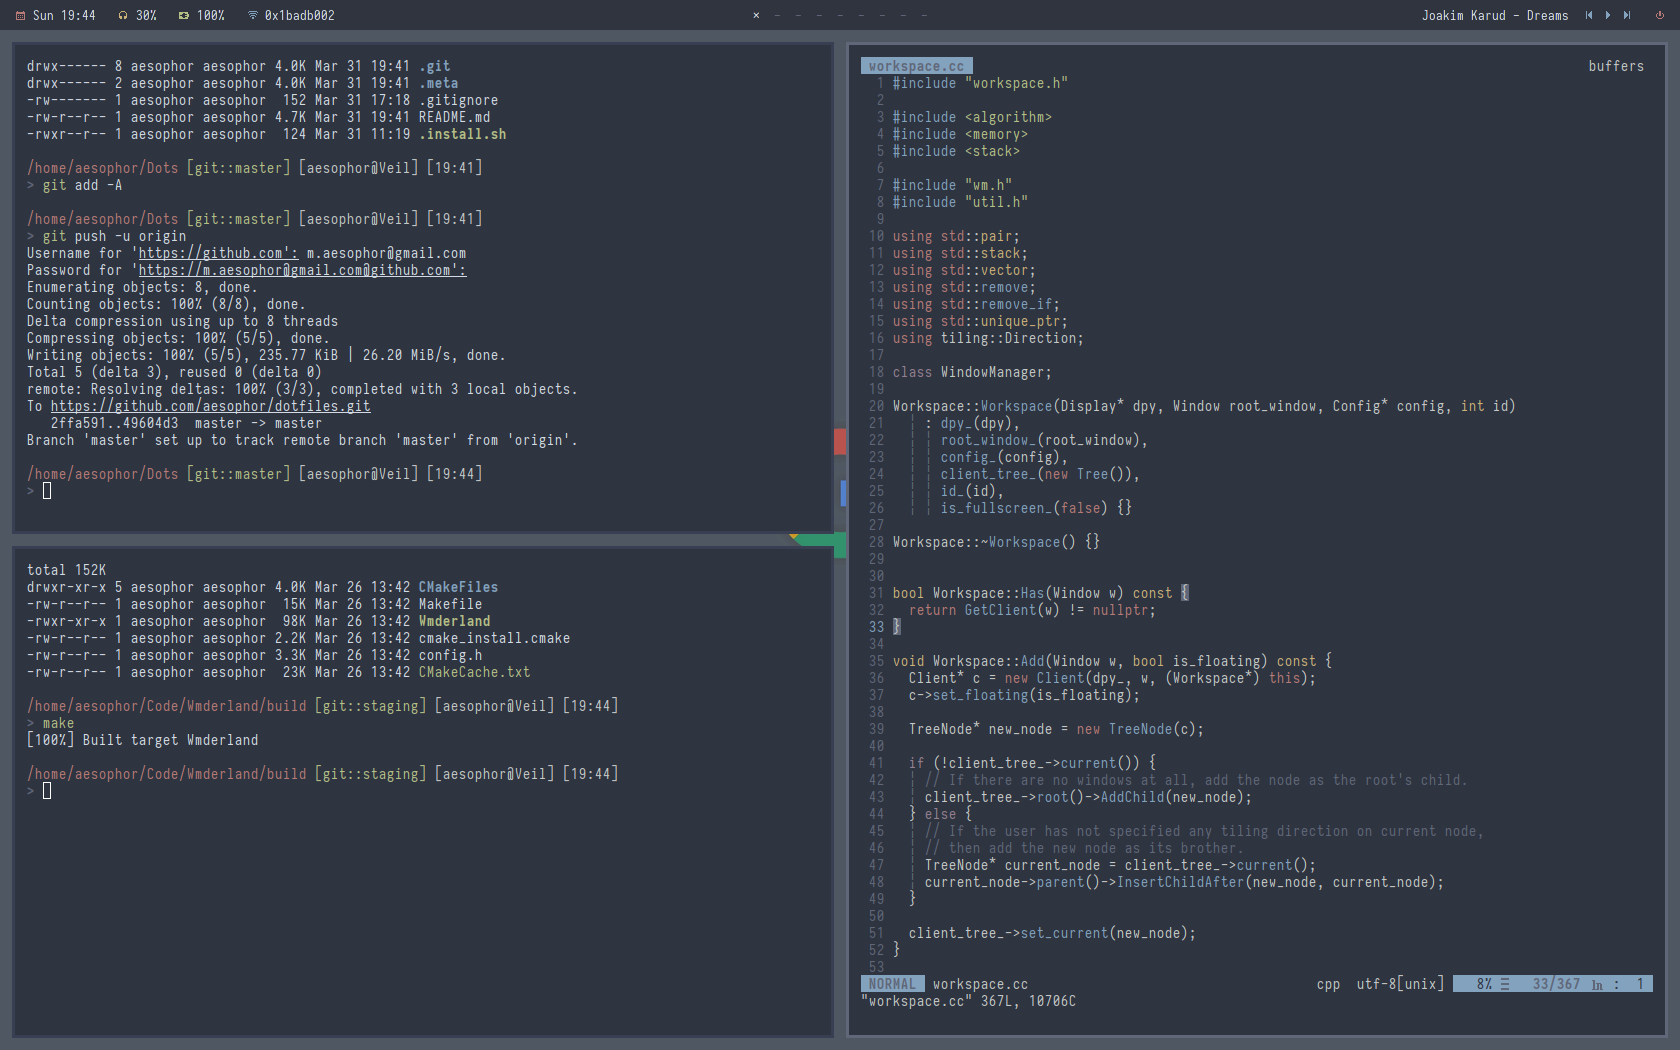 Sun 19:44 30% 100% 0x1badb002
× – – – – – – – –
Joakim Karud - Dreams
drwx------ 8 aesophor aesophor 4.0K Mar 31 19:41 .git
drwx------ 2 aesophor aesophor 4.0K Mar 31 19:41 .meta
-rw------- 1 aesophor aesophor  152 Mar 31 17:18 .gitignore
-rw-r--r-- 1 aesophor aesophor 4.7K Mar 31 19:41 README.md
-rwxr--r-- 1 aesophor aesophor  124 Mar 31 11:19 .install.sh
/home/aesophor/Dots [git::master] [aesophor@Veil] [19:41]
> git add -A
/home/aesophor/Dots [git::master] [aesophor@Veil] [19:41]
> git push -u origin
Username for 'https://github.com': m.aesophor@gmail.com
Password for 'https://m.aesophor@gmail.com@github.com':
Enumerating objects: 8, done.
Counting objects: 100% (8/8), done.
Delta compression using up to 8 threads
Compressing objects: 100% (5/5), done.
Writing objects: 100% (5/5), 235.77 KiB | 26.20 MiB/s, done.
Total 5 (delta 3), reused 0 (delta 0)
remote: Resolving deltas: 100% (3/3), completed with 3 local objects.
To https://github.com/aesophor/dotfiles.git
   2ffa591..49604d3  master -> master
Branch 'master' set up to track remote branch 'master' from 'origin'.
/home/aesophor/Dots [git::master] [aesophor@Veil] [19:44]
>
total 152K
drwxr-xr-x 5 aesophor aesophor 4.0K Mar 26 13:42 CMakeFiles
-rw-r--r-- 1 aesophor aesophor  15K Mar 26 13:42 Makefile
-rwxr-xr-x 1 aesophor aesophor  98K Mar 26 13:42 Wmderland
-rw-r--r-- 1 aesophor aesophor 2.2K Mar 26 13:42 cmake_install.cmake
-rw-r--r-- 1 aesophor aesophor 3.3K Mar 26 13:42 config.h
-rw-r--r-- 1 aesophor aesophor  23K Mar 26 13:42 CMakeCache.txt
/home/aesophor/Code/Wmderland/build [git::staging] [aesophor@Veil] [19:44]
> make
[100%] Built target Wmderland
/home/aesophor/Code/Wmderland/build [git::staging] [aesophor@Veil] [19:44]
>
workspace.cc buffers
1 #include "workspace.h"
2
3 #include <algorithm>
4 #include <memory>
5 #include <stack>
6
7 #include "wm.h"
8 #include "util.h"
9
10 using std::pair;
11 using std::stack;
12 using std::vector;
13 using std::remove;
14 using std::remove_if;
15 using std::unique_ptr;
16 using tiling::Direction;
17
18 class WindowManager;
19
20 Workspace::Workspace(Display* dpy, Window root_window, Config* config, int id)
21     : dpy_(dpy),
22       root_window_(root_window),
23       config_(config),
24       client_tree_(new Tree()),
25       id_(id),
26       is_fullscreen_(false) {}
27
28 Workspace::~Workspace() {}
29
30
31 bool Workspace::Has(Window w) const {
32   return GetClient(w) != nullptr;
33 }
34
35 void Workspace::Add(Window w, bool is_floating) const {
36   Client* c = new Client(dpy_, w, (Workspace*) this);
37   c->set_floating(is_floating);
38
39   TreeNode* new_node = new TreeNode(c);
40
41   if (!client_tree_->current()) {
42     // If there are no windows at all, add the node as the root's child.
43     client_tree_->root()->AddChild(new_node);
44   } else {
45     // If the user has not specified any tiling direction on current node,
46     // then add the new node as its brother.
47     TreeNode* current_node = client_tree_->current();
48     current_node->parent()->InsertChildAfter(new_node, current_node);
49   }
50
51   client_tree_->set_current(new_node);
52 }
53
NORMAL workspace.cc cpp utf-8[unix] 8% ☰ 33/367 ln : 1
"workspace.cc" 367L, 10706C